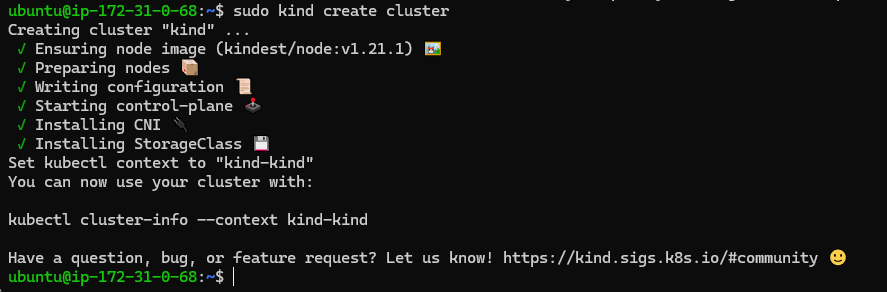 ubuntu@ip-172-31-0-68:~$ sudo kind create cluster
Creating cluster "kind" ...
✓ Ensuring node image (kindest/node:v1.21.1) 🖼
✓ Preparing nodes 📦
✓ Writing configuration 📜
✓ Starting control-plane 🕹
✓ Installing CNI 🔌
✓ Installing StorageClass 💾
Set kubectl context to "kind-kind"
You can now use your cluster with:
kubectl cluster-info --context kind-kind
Have a question, bug, or feature request? Let us know! https://kind.sigs.k8s.io/#community 🙂
ubuntu@ip-172-31-0-68:~$